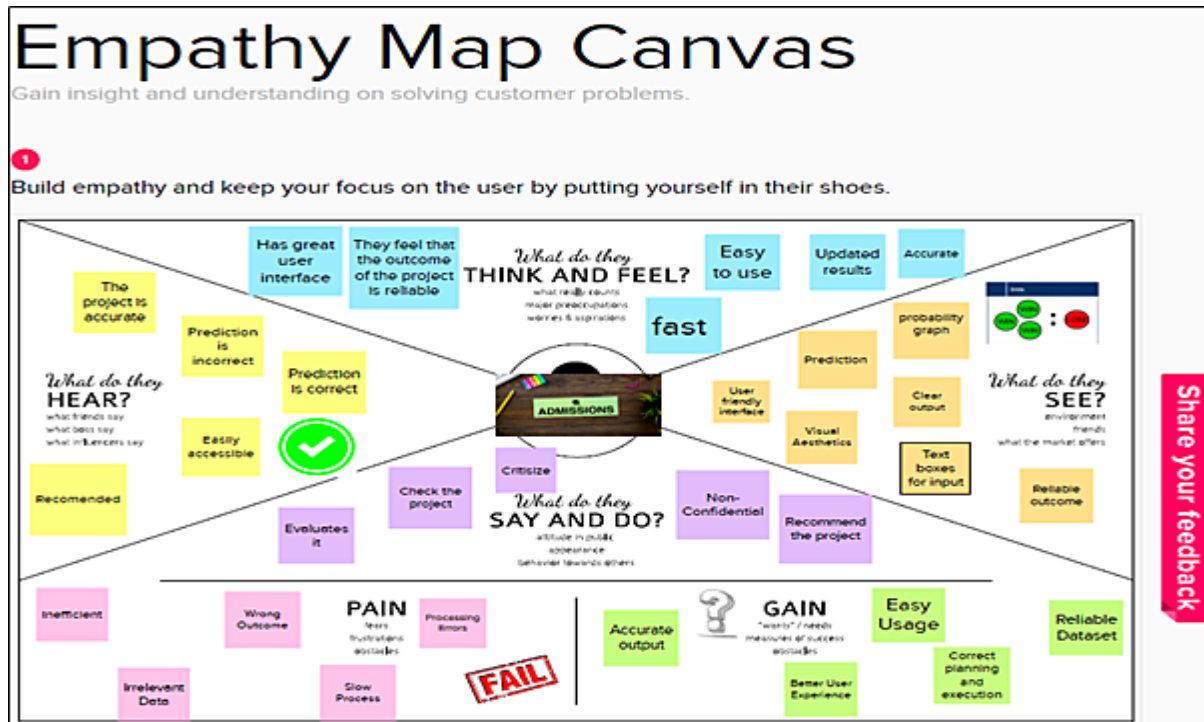 Empathy Map Canvas
Gain insight and understanding on solving customer problems.
1
Build empathy and keep your focus on the user by putting yourself in their shoes.
Has great
user
interface
They feel that
the outcome
of the project
is reliable
What do they
THINK AND FEEL?
what really counts
major preoccupations
worries & aspirations
fast
Easy
to use
Updated
results
Accurate
The
project is
accurate
Prediction
is
incorrect
Prediction
is correct
What do they
HEAR?
what friends say
what boss say
what influencers say
Easily
accessible
Recomended
ADMISSIONS
probability
graph
WIN
WIN
WIN
:
Prediction
User
friendly
interface
Clear
output
Visual
Aesthetics
Text
boxes
for input
What do they
SEE?
environment
friends
what the market offers
Reliable
outcome
Critisize
Check the
project
Evaluates
it
What do they
SAY AND DO?
attitude in public
appearance
behavior towards others
Non-
Confidential
Recommend
the project
Inefficient
Wrong
Outcome
PAIN
fears
frustrations
obstacles
Processing
Errors
Irrelevant
Data
Slow
Process
FAIL
Accurate
output
GAIN
"wants" / needs
measures of success
obstacles
Easy
Usage
Reliable
Dataset
Better User
Experience
Correct
planning
and
execution
Share your feedback